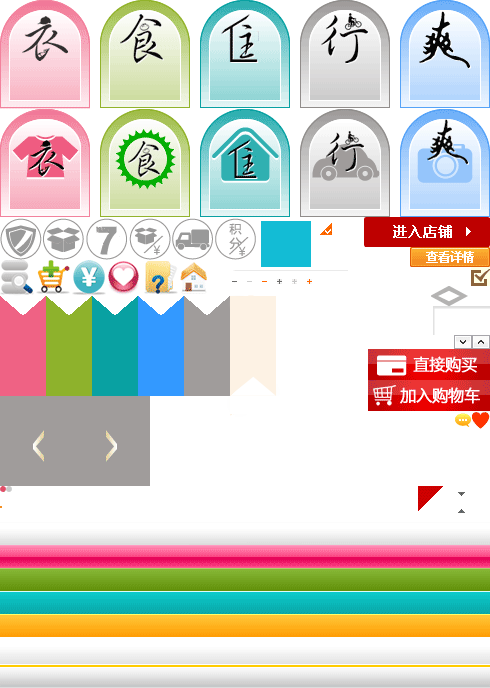 衣 食 住 行 爽
衣 食 住 行 爽
7 ¥ 积分/¥
进入店铺
查看详情
¥ ?
直接购买
加入购物车